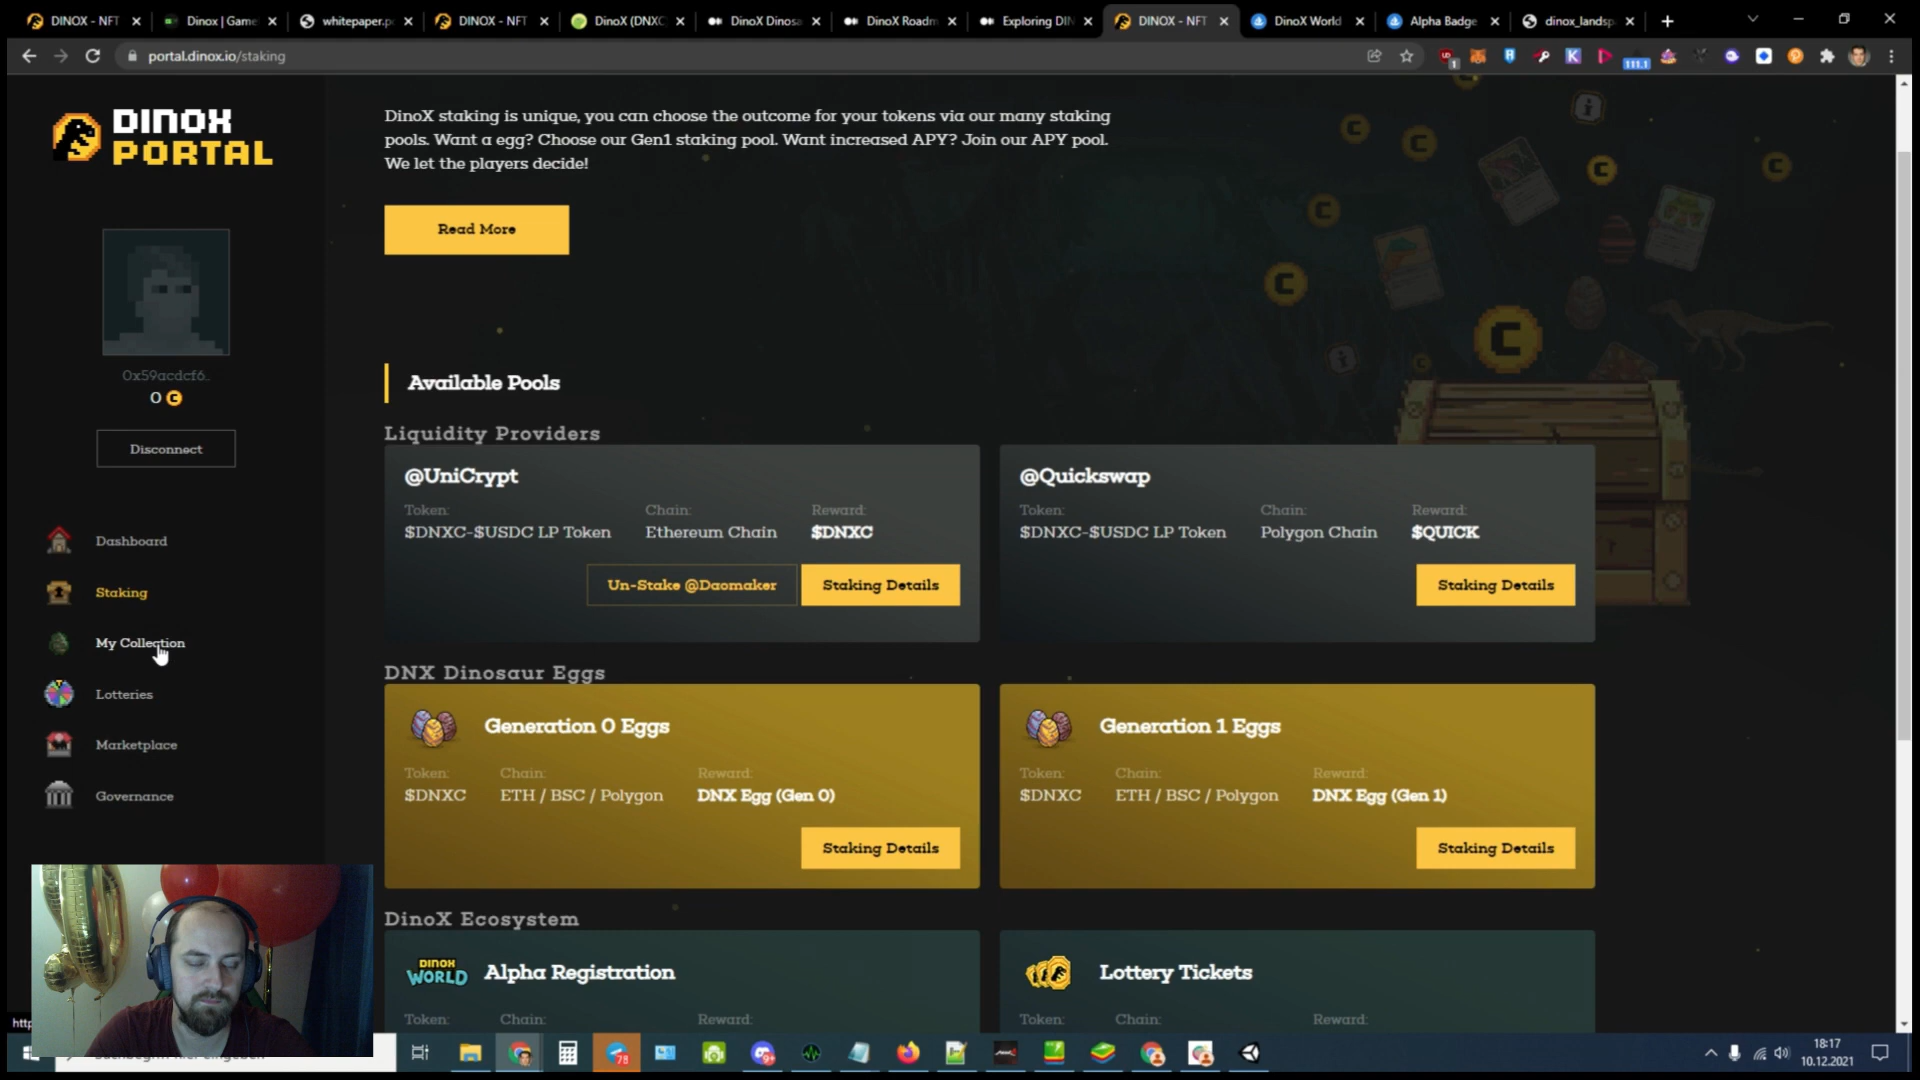 DINOX - NFT
Dinox | Game
whitepaper.p
DINOX - NFT
DinoX (DNXC
DinoX Dinosa
DinoX Roadm
Exploring DIN
DINOX - NFT
DinoX World
Alpha Badge
dinox_landsp
portal.dinox.io/staking
111.1
DINOX
PORTAL
DinoX staking is unique, you can choose the outcome for your tokens via our many staking
pools. Want a egg? Choose our Gen1 staking pool. Want increased APY? Join our APY pool.
We let the players decide!
Read More
0x59acdcf6..
0
Disconnect
Dashboard
Staking
My Collection
Lotteries
Marketplace
Governance
Available Pools
Liquidity Providers
@UniCrypt
Token: Chain: Reward:
$DNXC-$USDC LP Token Ethereum Chain $DNXC
Un-Stake @Daomaker Staking Details
@Quickswap
Token: Chain: Reward:
$DNXC-$USDC LP Token Polygon Chain $QUICK
Staking Details
DNX Dinosaur Eggs
Generation 0 Eggs
Token: Chain: Reward:
$DNXC ETH / BSC / Polygon DNX Egg (Gen 0)
Staking Details
Generation 1 Eggs
Token: Chain: Reward:
$DNXC ETH / BSC / Polygon DNX Egg (Gen 1)
Staking Details
DinoX Ecosystem
DINOX
WORLD
Alpha Registration
Token: Chain: Reward:
Lottery Tickets
Token: Chain: Reward:
78
18:17
10.12.2021